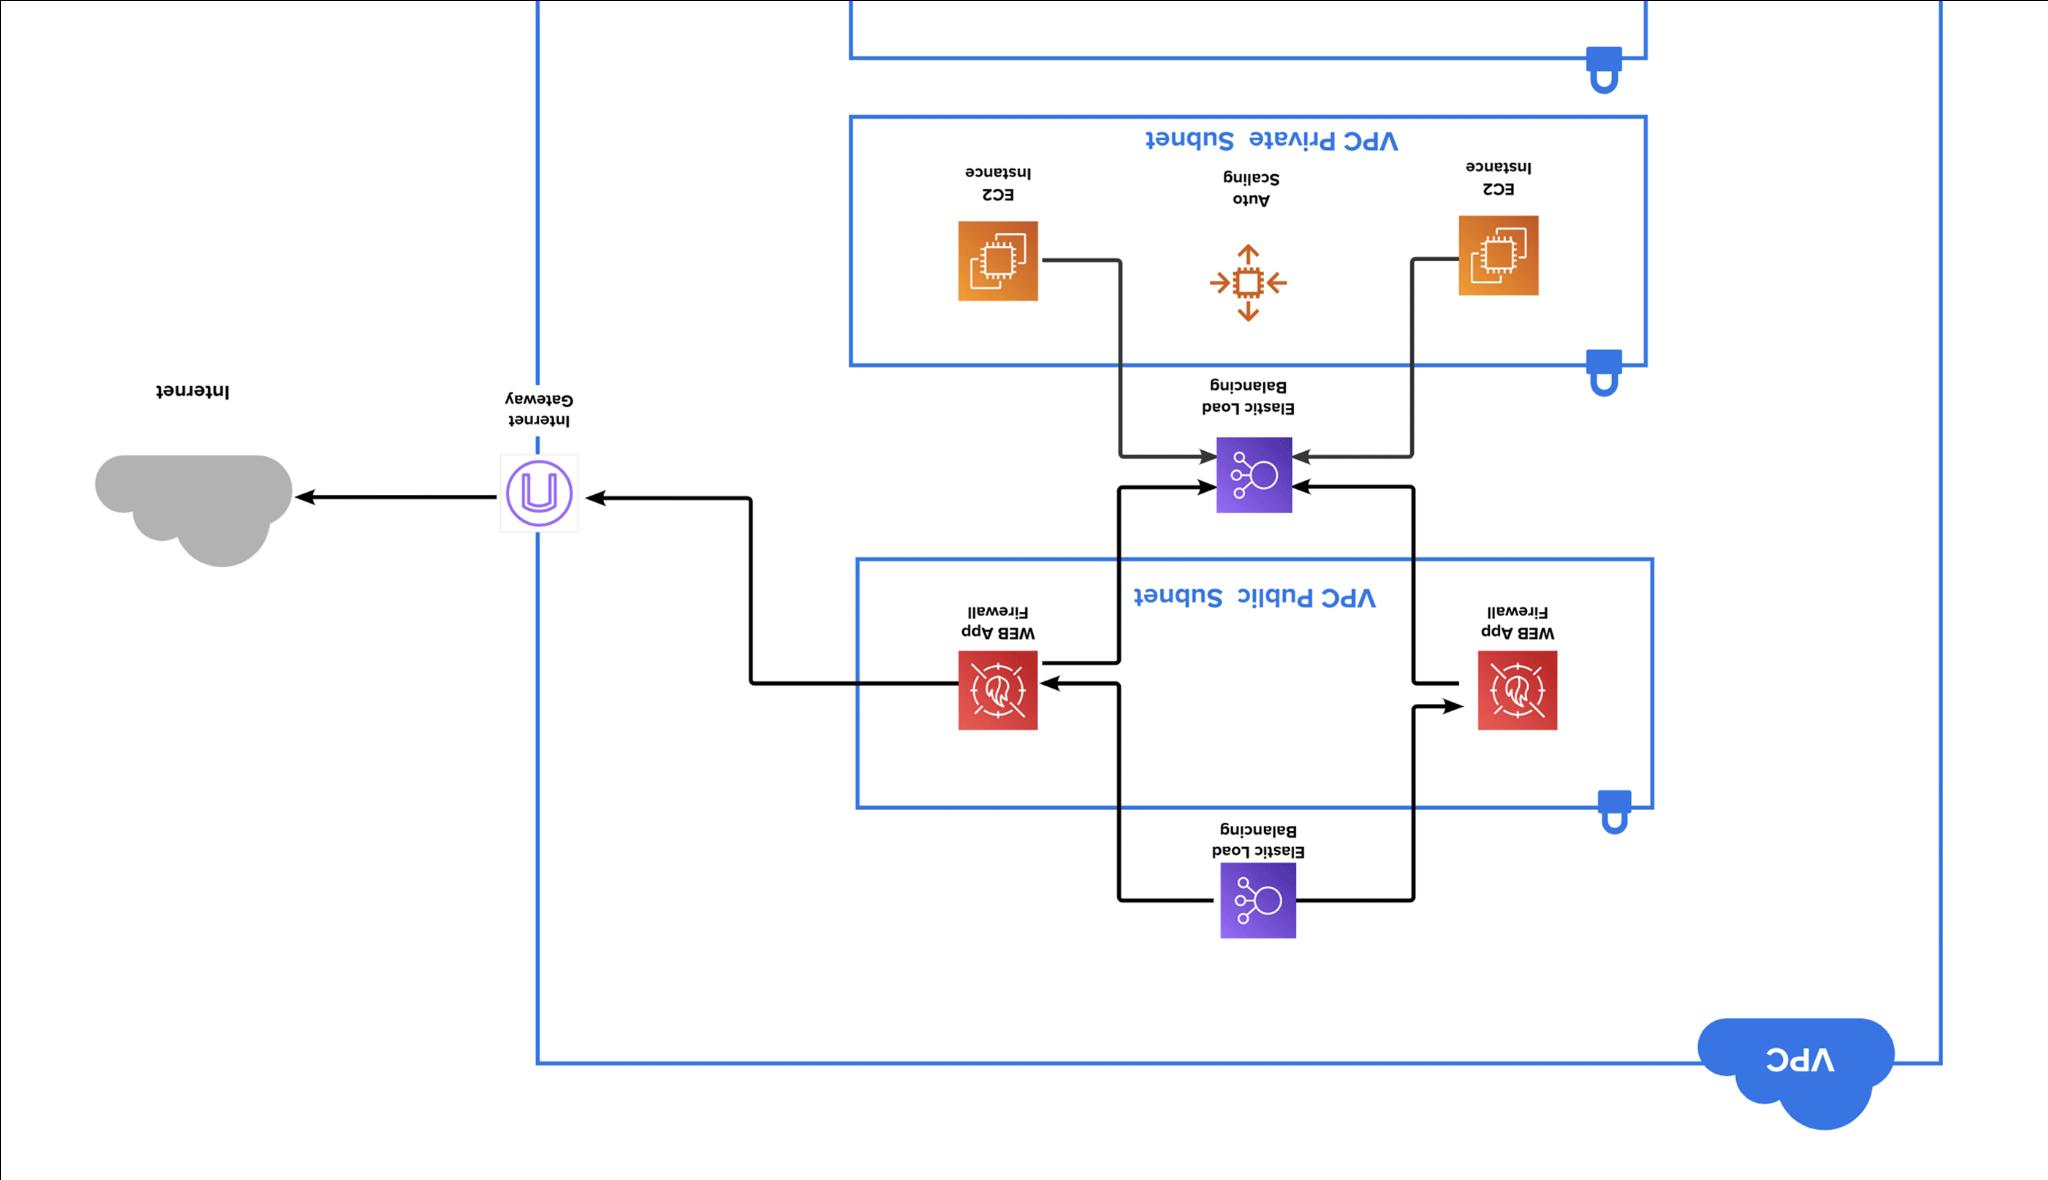 VPC
Elastic Load
Balancing
WEB App
Firewall
WEB App
Firewall
VPC Public Subnet
Internet
Gateway
Elastic Load
Balancing
Internet
Auto
Scaling
EC2
Instance
EC2
Instance
VPC Private Subnet